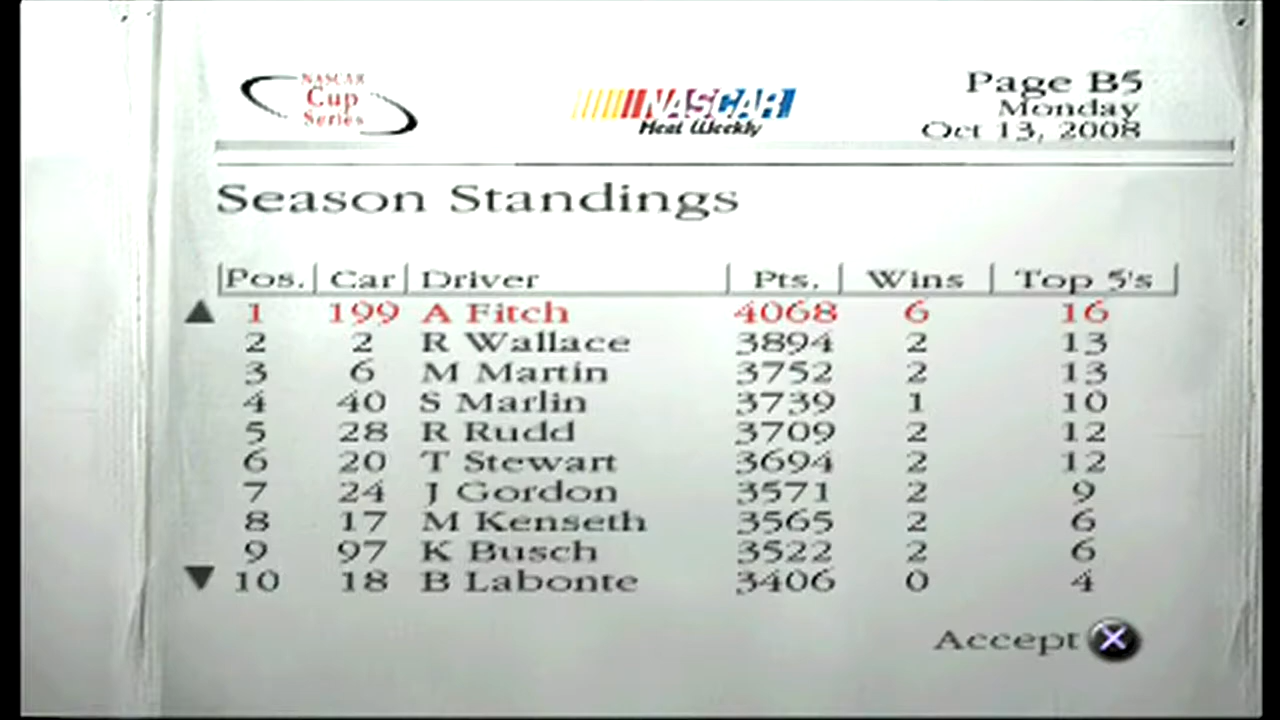 NASCAR
Cup
Series
NASCAR
Heat Weekly
Page B5
Monday
Oct 13, 2008
Season Standings
Pos. Car Driver Pts. Wins Top 5's
1 199 A Fitch 4068 6 16
2 2 R Wallace 3894 2 13
3 6 M Martin 3752 2 13
4 40 S Marlin 3739 1 10
5 28 R Rudd 3709 2 12
6 20 T Stewart 3694 2 12
7 24 J Gordon 3571 2 9
8 17 M Kenseth 3565 2 6
9 97 K Busch 3522 2 6
10 18 B Labonte 3406 0 4
Accept